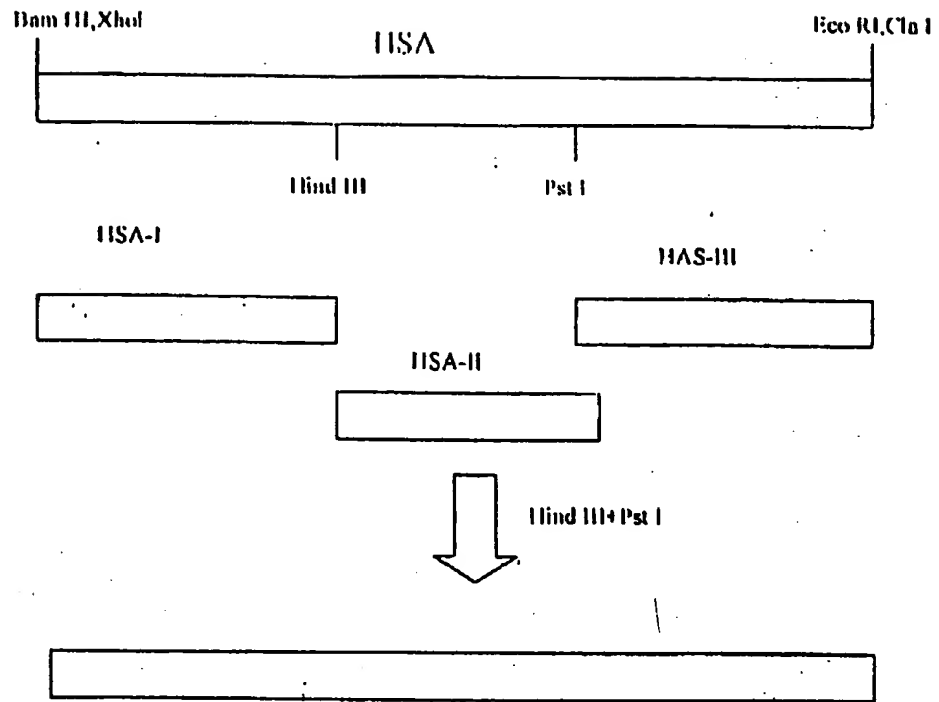 Bam HI,XhoI
Eco RI,Cla I
HSA
Hind III
Pst I
HSA-I
HAS-III
HSA-II
Hind III+Pst I